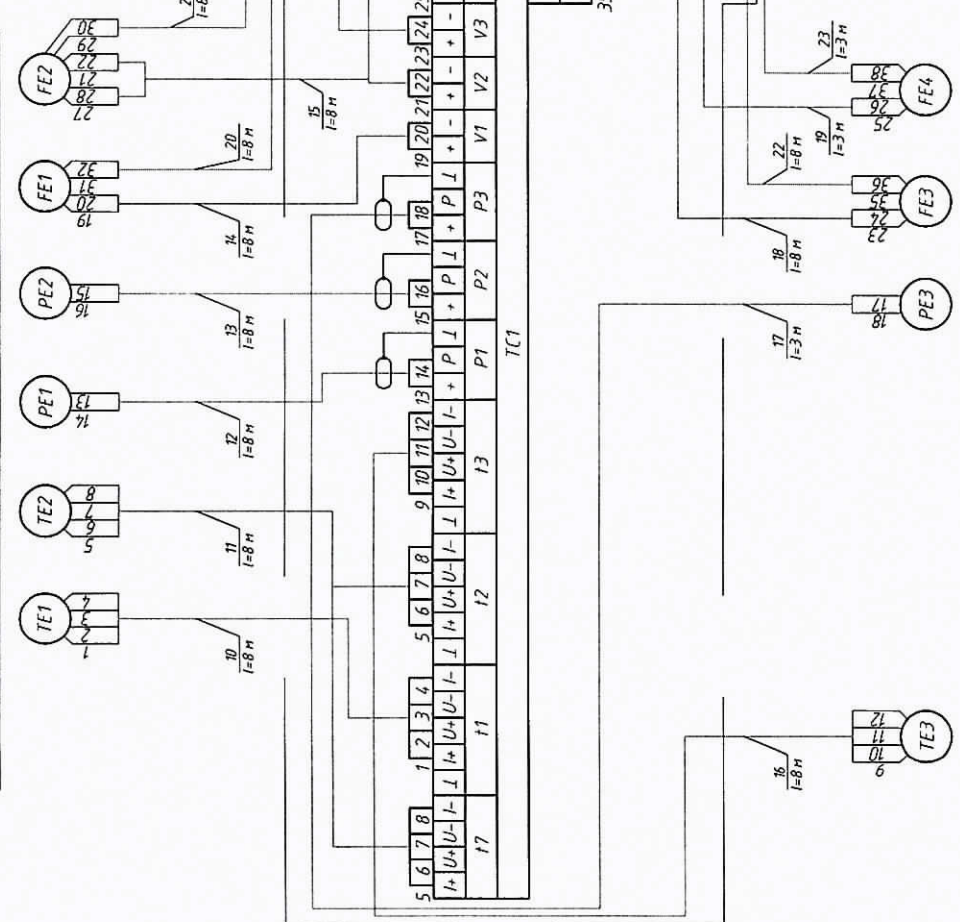 FE2
30
29
22
21
28
27
15
l=8 м
FE1
32
31
20
19
20
l=8 м
14
l=8 м
PE2
15
16
13
l=8 м
PE1
13
14
12
l=8 м
TE2
8
7
6
5
11
l=8 м
TE1
4
3
2
1
10
l=8 м
24 - V3
23 +
22 - V2
21 +
20 - V1
19 +
⊥ P3
18 P
17 +
⊥ P2
16 P
15 +
⊥ P1
14 P
13 +
12 I-
11 U-
10 U+
9 I+
⊥
t3
8 I-
7 U-
6 U+
5 I+
⊥
t2
4 I-
3 U-
2 U+
1 I+
⊥
t1
8 I-
7 U-
6 U+
5 I+
t7
TC1
23
l=3 м
FE4
38
37
26
25
19
l=3 м
22
l=8 м
FE3
36
35
24
23
18
l=8 м
PE3
17
18
17
l=3 м
TE3
12
11
10
9
16
l=8 м